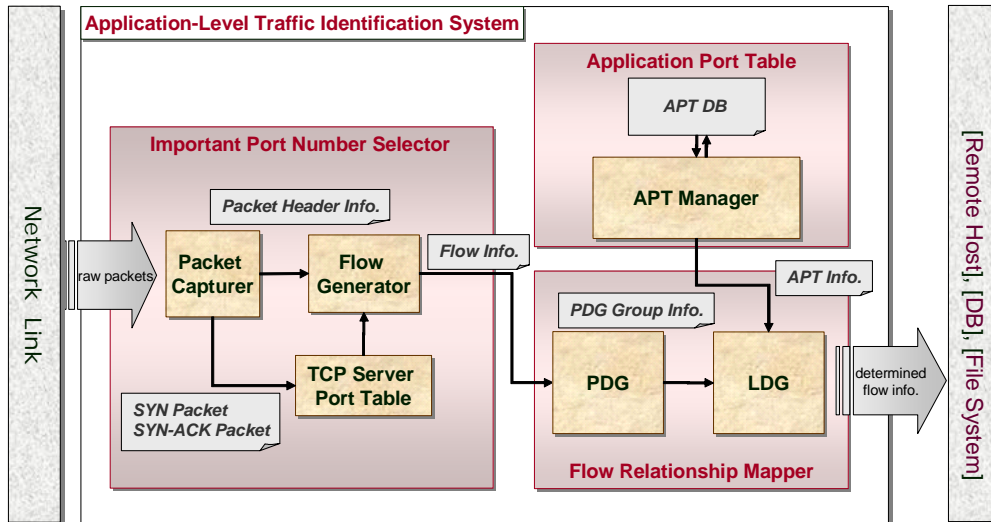 Application-Level Traffic Identification System
Network Link
raw packets
Important Port Number Selector
Packet Header Info.
Packet
Capturer
Flow
Generator
TCP Server
Port Table
SYN Packet
SYN-ACK Packet
Flow Info.
Application Port Table
APT DB
APT Manager
APT Info.
PDG Group Info.
PDG
LDG
Flow Relationship Mapper
determined
flow info.
[Remote Host], [DB], [File System]